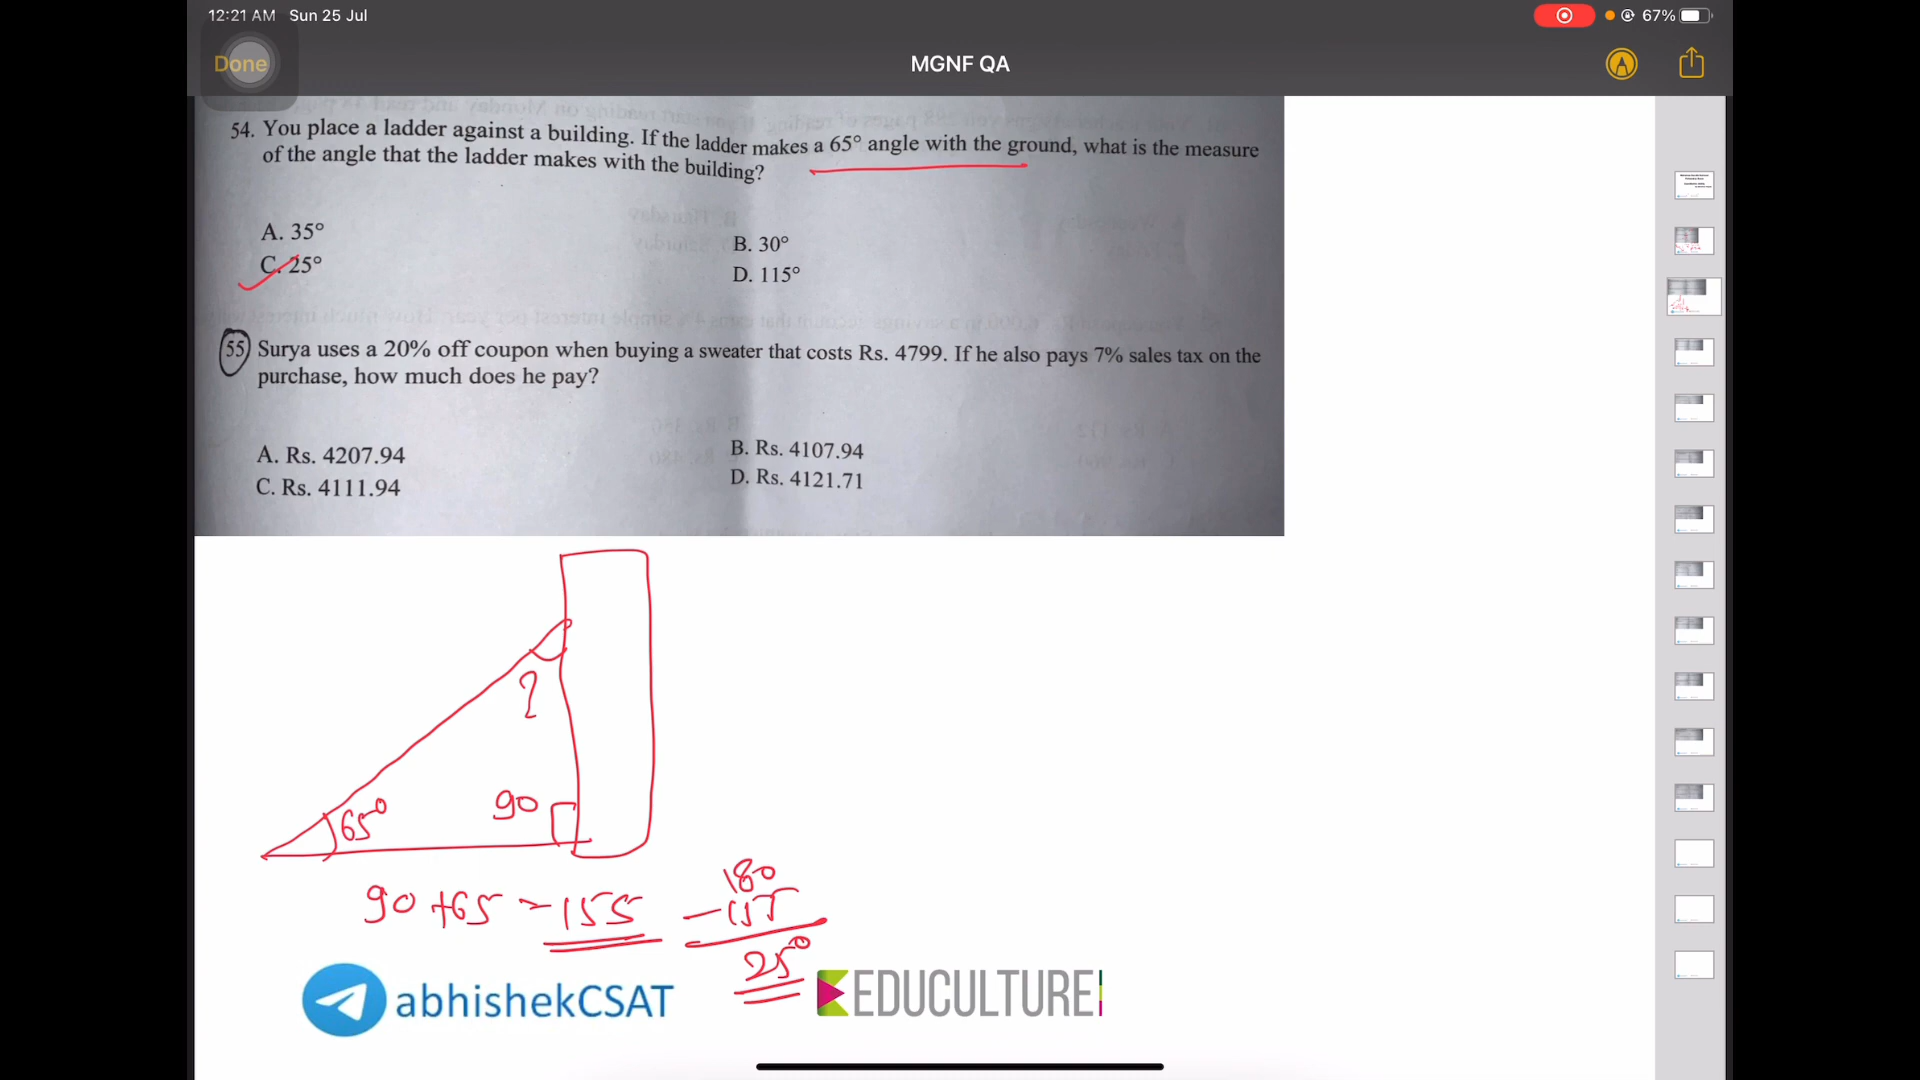 12:21 AM Sun 25 Jul
67%
Done
MGNF QA
54. You place a ladder against a building. If the ladder makes a 65° angle with the ground, what is the measure
of the angle that the ladder makes with the building?
A. 35°
B. 30°
C. 25°
D. 115°
55 Surya uses a 20% off coupon when buying a sweater that costs Rs. 4799. If he also pays 7% sales tax on the
purchase, how much does he pay?
A. Rs. 4207.94
B. Rs. 4107.94
C. Rs. 4111.94
D. Rs. 4121.71
?
90
65°
180
90 + 65 = 155
- 155
25°
abhishekCSAT
EDUCULTURE